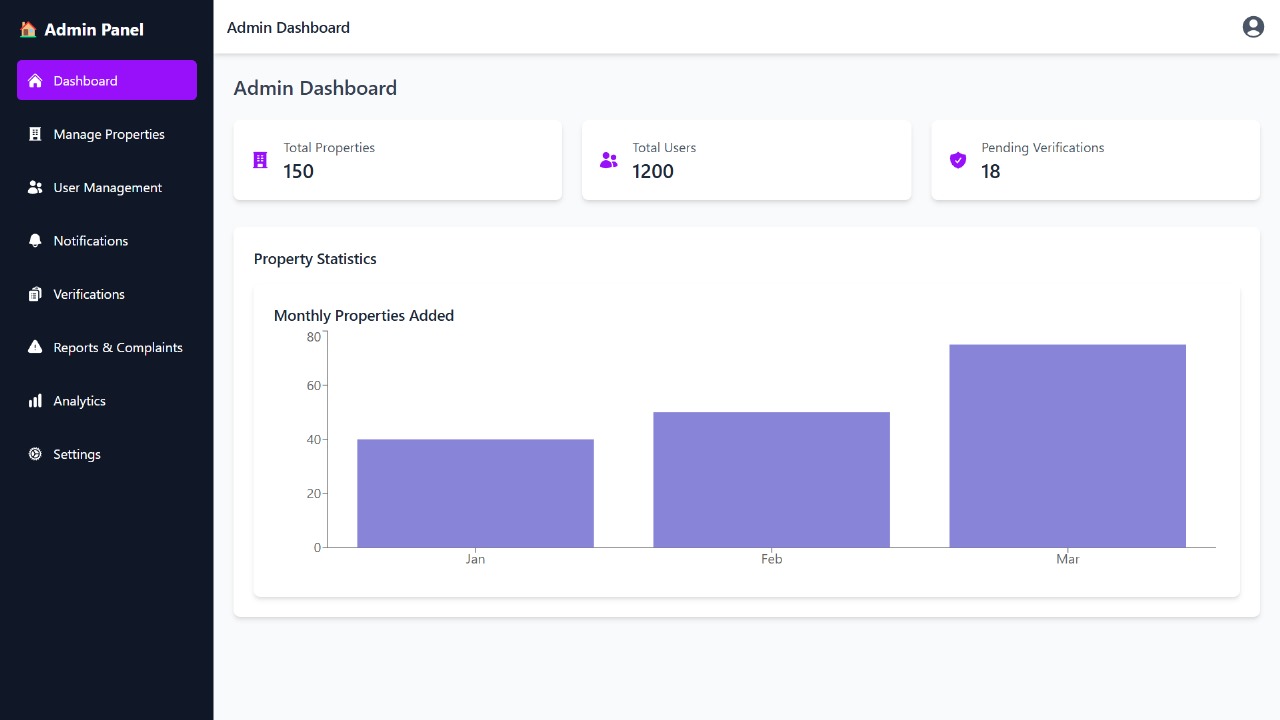 Admin Panel
Dashboard
Manage Properties
User Management
Notifications
Verifications
Reports & Complaints
Analytics
Settings
Admin Dashboard
Admin Dashboard
Total Properties
150
Total Users
1200
Pending Verifications
18
Property Statistics
Monthly Properties Added
80
60
40
20
0
Jan
Feb
Mar